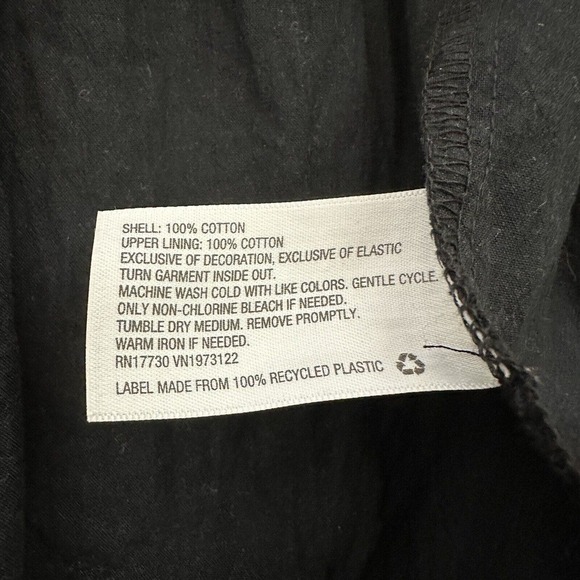 SHELL: 100% COTTON
UPPER LINING: 100% COTTON
EXCLUSIVE OF DECORATION, EXCLUSIVE OF ELASTIC
TURN GARMENT INSIDE OUT.
MACHINE WASH COLD WITH LIKE COLORS. GENTLE CYCLE.
ONLY NON-CHLORINE BLEACH IF NEEDED.
TUMBLE DRY MEDIUM. REMOVE PROMPTLY.
WARM IRON IF NEEDED.
RN17730 VN1973122
LABEL MADE FROM 100% RECYCLED PLASTIC